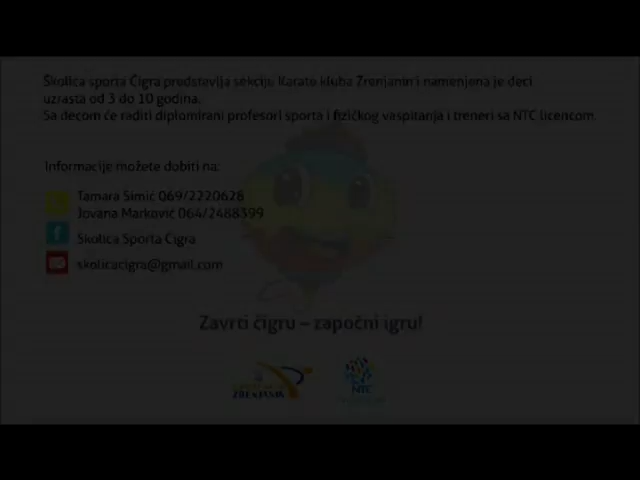 Školica sporta Čigra predstavlja sekciju Karate kluba Zrenjanin i namenjena je deci
uzrasta od 3 do 10 godina.
Sa decom će raditi diplomirani profesori sporta i fizičkog vaspitanja i treneri sa NTC licencom.
Informacije možete dobiti na:
Tamara Simić 069/2220628
Jovana Marković 064/2488399
Školica Sporta Čigra
skolicacigra@gmail.com
Zavrti čigru – započni igru!
ZRENJANIN
NTC